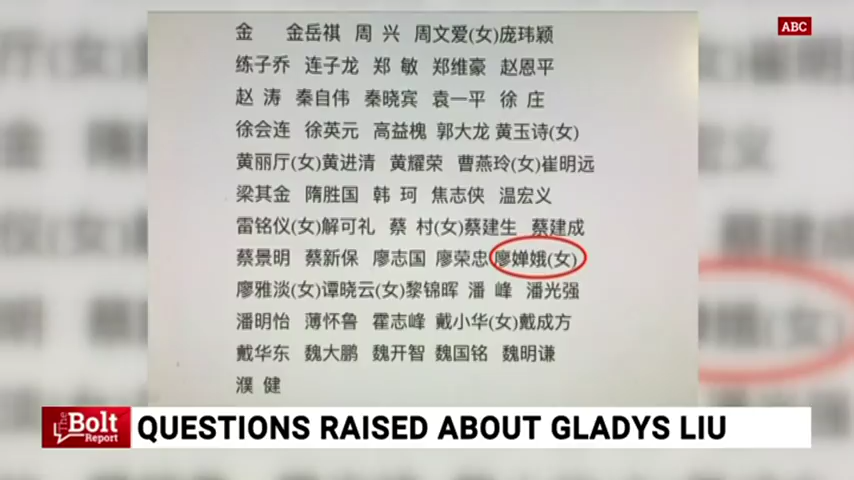 ABC
金 金岳祺 周 兴 周文爱(女)庞玮颖
练子乔 连子龙 郑 敏 郑维豪 赵恩平
赵 涛 秦自伟 秦晓宾 袁一平 徐 庄
徐会连 徐英元 高益槐 郭大龙 黄玉诗(女)
黄丽厅(女)黄进清 黄耀荣 曹燕玲(女)崔明远
梁其金 隋胜国 韩 珂 焦志侠 温宏义
雷铭仪(女)解可礼 蔡 村(女)蔡建生 蔡建成
蔡景明 蔡新保 廖志国 廖荣忠 廖婵娥(女)
廖雅淡(女)谭晓云(女)黎锦晖 潘 峰 潘光强
潘明怡 薄怀鲁 霍志峰 戴小华(女)戴成方
戴华东 魏大鹏 魏开智 魏国铭 魏明谦
濮 健
The Bolt Report
QUESTIONS RAISED ABOUT GLADYS LIU